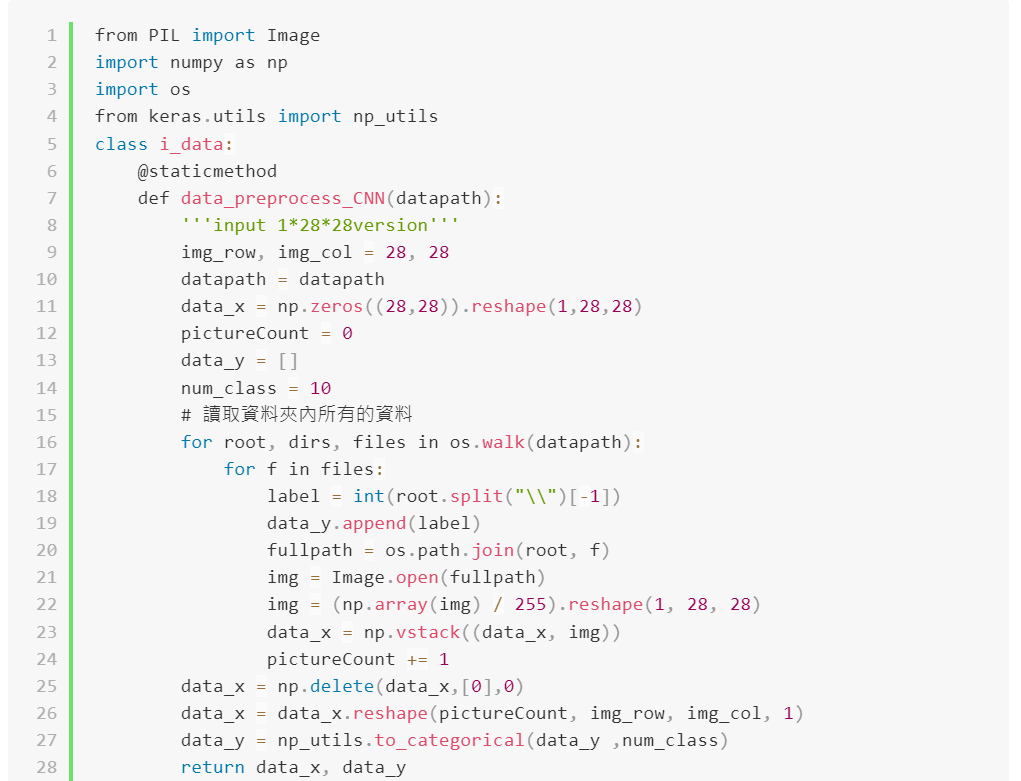 1 from PIL import Image
2 import numpy as np
3 import os
4 from keras.utils import np_utils
5 class i_data:
6     @staticmethod
7     def data_preprocess_CNN(datapath):
8         '''input 1*28*28version'''
9         img_row, img_col = 28, 28
10         datapath = datapath
11         data_x = np.zeros((28,28)).reshape(1,28,28)
12         pictureCount = 0
13         data_y = []
14         num_class = 10
15         # 讀取資料夾內所有的資料
16         for root, dirs, files in os.walk(datapath):
17             for f in files:
18                 label = int(root.split("\\")[-1])
19                 data_y.append(label)
20                 fullpath = os.path.join(root, f)
21                 img = Image.open(fullpath)
22                 img = (np.array(img) / 255).reshape(1, 28, 28)
23                 data_x = np.vstack((data_x, img))
24                 pictureCount += 1
25         data_x = np.delete(data_x,[0],0)
26         data_x = data_x.reshape(pictureCount, img_row, img_col, 1)
27         data_y = np_utils.to_categorical(data_y ,num_class)
28         return data_x, data_y